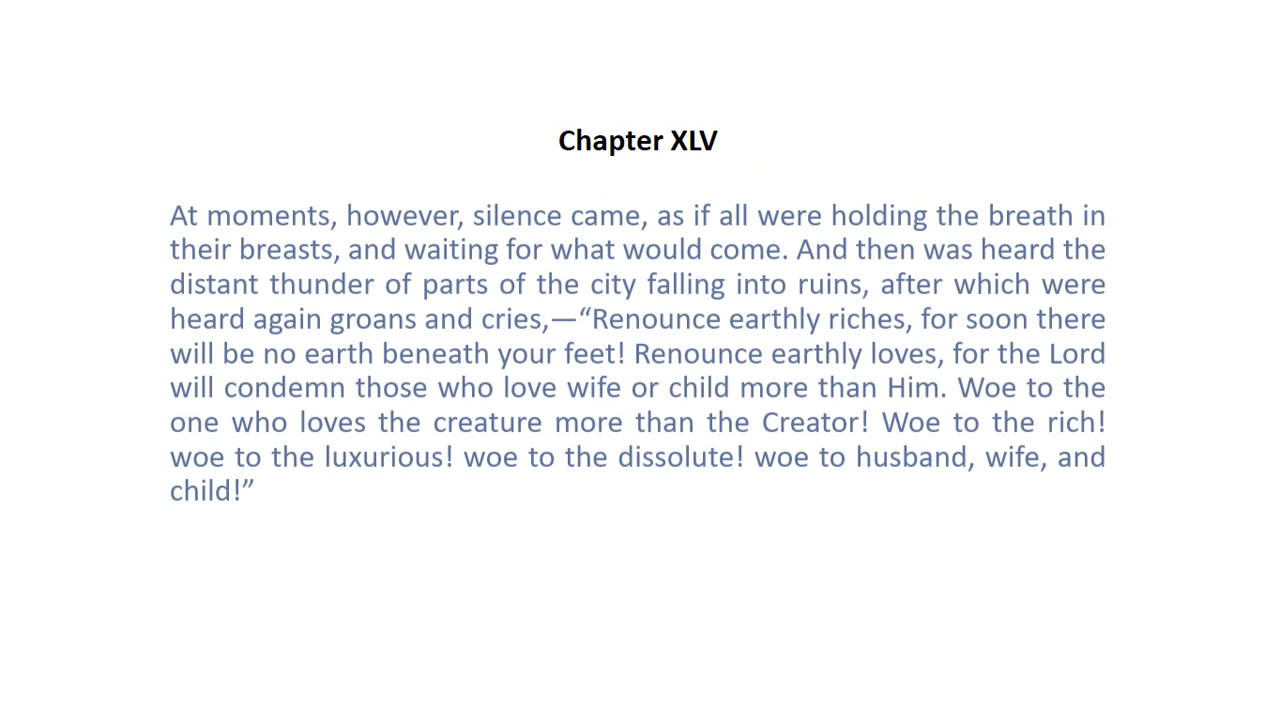 Chapter XLV
At moments, however, silence came, as if all were holding the breath in
their breasts, and waiting for what would come. And then was heard the
distant thunder of parts of the city falling into ruins, after which were
heard again groans and cries,—“Renounce earthly riches, for soon there
will be no earth beneath your feet! Renounce earthly loves, for the Lord
will condemn those who love wife or child more than Him. Woe to the
one who loves the creature more than the Creator! Woe to the rich!
woe to the luxurious! woe to the dissolute! woe to husband, wife, and
child!”